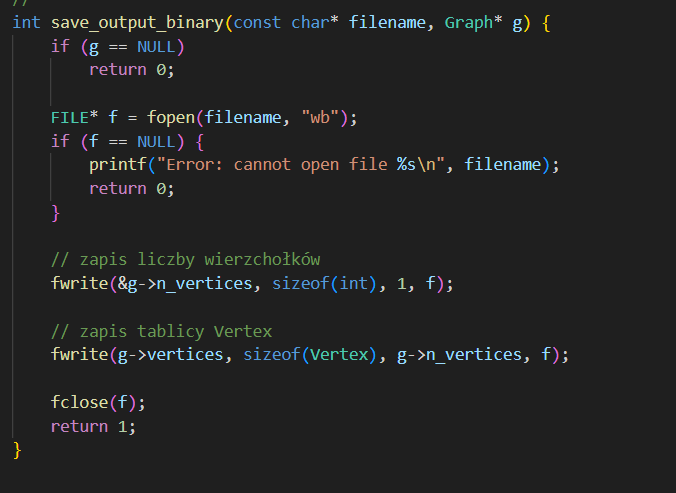 //
int save_output_binary(const char* filename, Graph* g) {
    if (g == NULL)
        return 0;

    FILE* f = fopen(filename, "wb");
    if (f == NULL) {
        printf("Error: cannot open file %s\n", filename);
        return 0;
    }

    // zapis liczby wierzchołków
    fwrite(&g->n_vertices, sizeof(int), 1, f);

    // zapis tablicy Vertex
    fwrite(g->vertices, sizeof(Vertex), g->n_vertices, f);

    fclose(f);
    return 1;
}